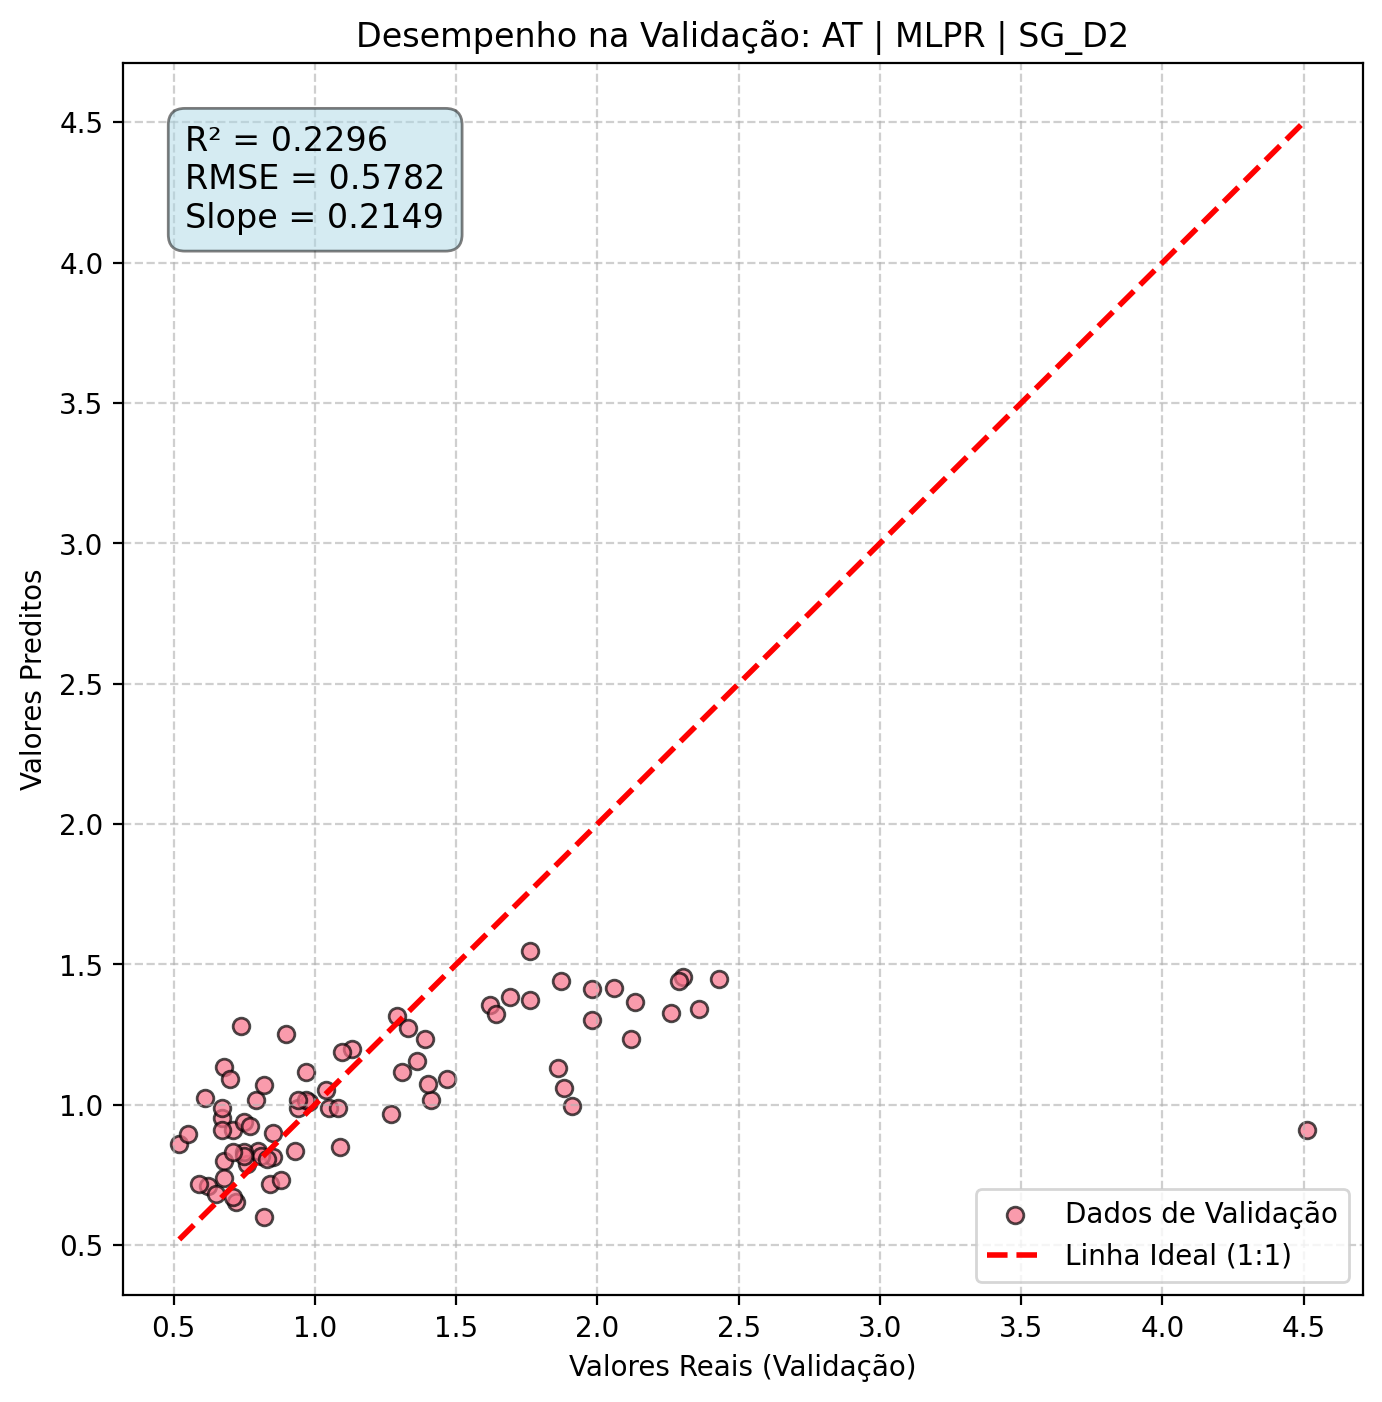 Desempenho na Validação: AT | MLPR | SG_D2
R² = 0.2296
RMSE = 0.5782
Slope = 0.2149
4.5
4.0
3.5
3.0
2.5
2.0
1.5
1.0
0.5
Valores Preditos
Dados de Validação
Linha Ideal (1:1)
0.5 1.0 1.5 2.0 2.5 3.0 3.5 4.0 4.5
Valores Reais (Validação)